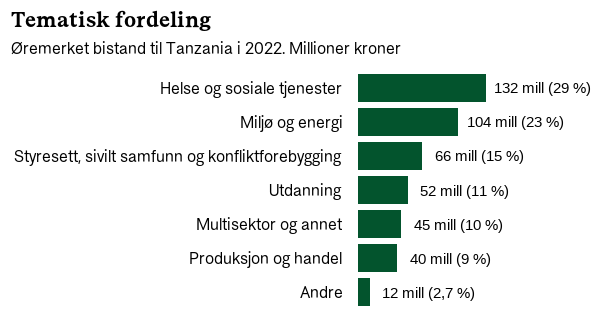 Tematisk fordeling
Øremerket bistand til Tanzania i 2022. Millioner kroner
Helse og sosiale tjenester 132 mill (29 %)
Miljø og energi 104 mill (23 %)
Styresett, sivilt samfunn og konfliktforebygging 66 mill (15 %)
Utdanning 52 mill (11 %)
Multisektor og annet 45 mill (10 %)
Produksjon og handel 40 mill (9 %)
Andre 12 mill (2,7 %)